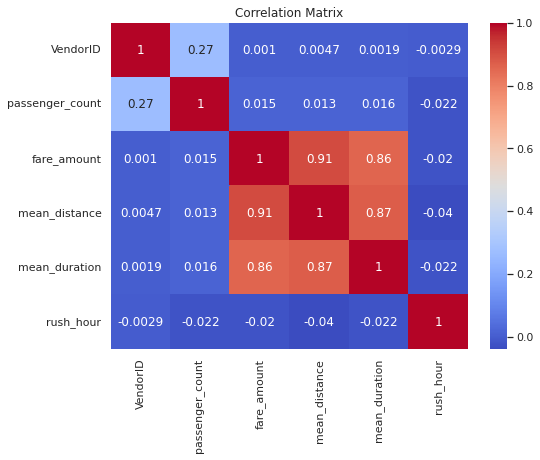 Correlation Matrix
VendorID 1 0.27 0.001 0.0047 0.0019 -0.0029
passenger_count 0.27 1 0.015 0.013 0.016 -0.022
fare_amount 0.001 0.015 1 0.91 0.86 -0.02
mean_distance 0.0047 0.013 0.91 1 0.87 -0.04
mean_duration 0.0019 0.016 0.86 0.87 1 -0.022
rush_hour -0.0029 -0.022 -0.02 -0.04 -0.022 1
VendorID
passenger_count
fare_amount
mean_distance
mean_duration
rush_hour
1.0
0.8
0.6
0.4
0.2
0.0